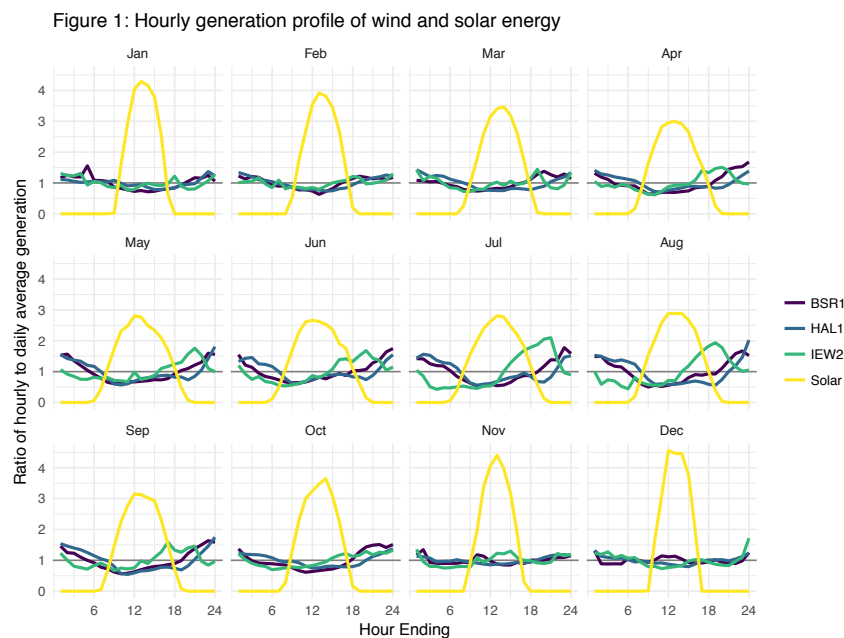 Figure 1: Hourly generation profile of wind and solar energy
Jan Feb Mar Apr
4
3
2
1
0
May Jun Jul Aug
4
3
2
1
0
Sep Oct Nov Dec
4
3
2
1
0
6 12 18 24 6 12 18 24 6 12 18 24 6 12 18 24
Hour Ending
Ratio of hourly to daily average generation
BSR1
HAL1
IEW2
Solar